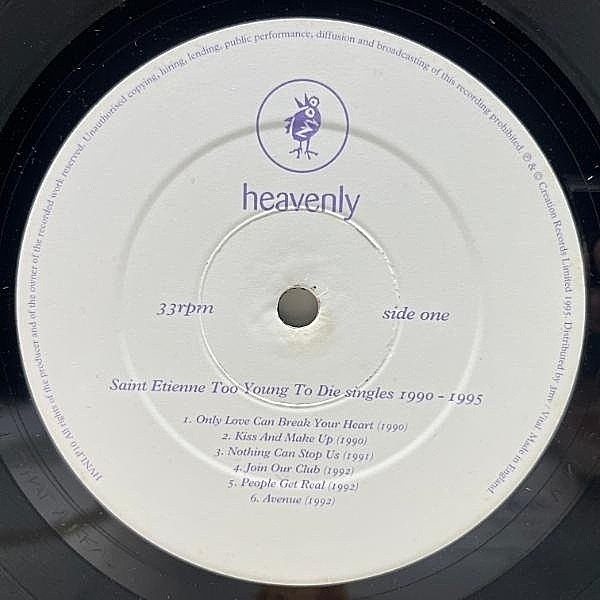 heavenly
33rpm
side one
Saint Etienne Too Young To Die singles 1990 - 1995
1. Only Love Can Break Your Heart (1990)
2. Kiss And Make Up (1990)
3. Nothing Can Stop Us (1991)
4. Join Our Club (1992)
5. People Get Real (1992)
6. Avenue (1992)
HVNLP10 All rights of the producer and of the owner of the recorded work reserved. Unauthorised copying, hiring, lending, public performance, diffusion and broadcasting of this recording prohibited. ℗ & © Creation Records Limited 1995. Distributed by 3mv / Vital. Made in England